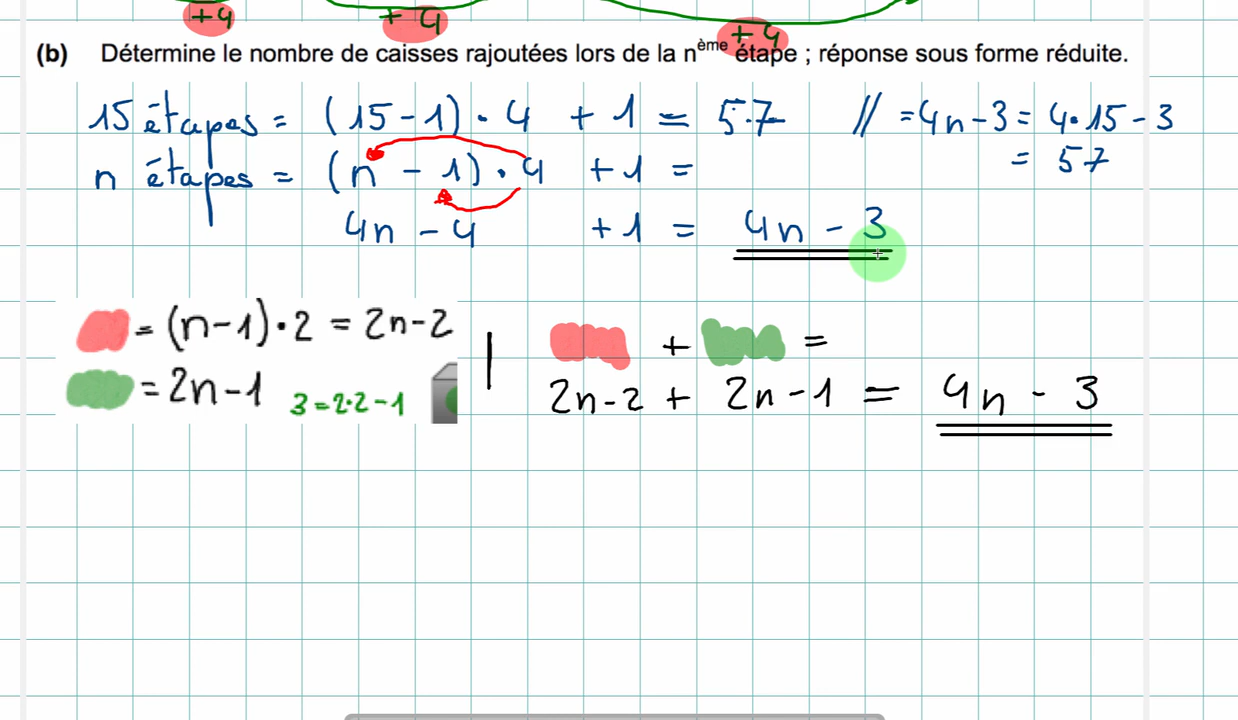 +4 + 4 + 4
(b) Détermine le nombre de caisses rajoutées lors de la nème étape ; réponse sous forme réduite.
15 étapes = (15 - 1) • 4 + 1 = 57 // = 4n - 3 = 4•15 - 3
= 57
n étapes = (n - 1) • 4 + 1 =
4n - 4 + 1 = 4n - 3
= (n-1)•2 = 2n-2
= 2n-1 3=2•2-1
+ =
2n-2 + 2n-1 = 4n - 3